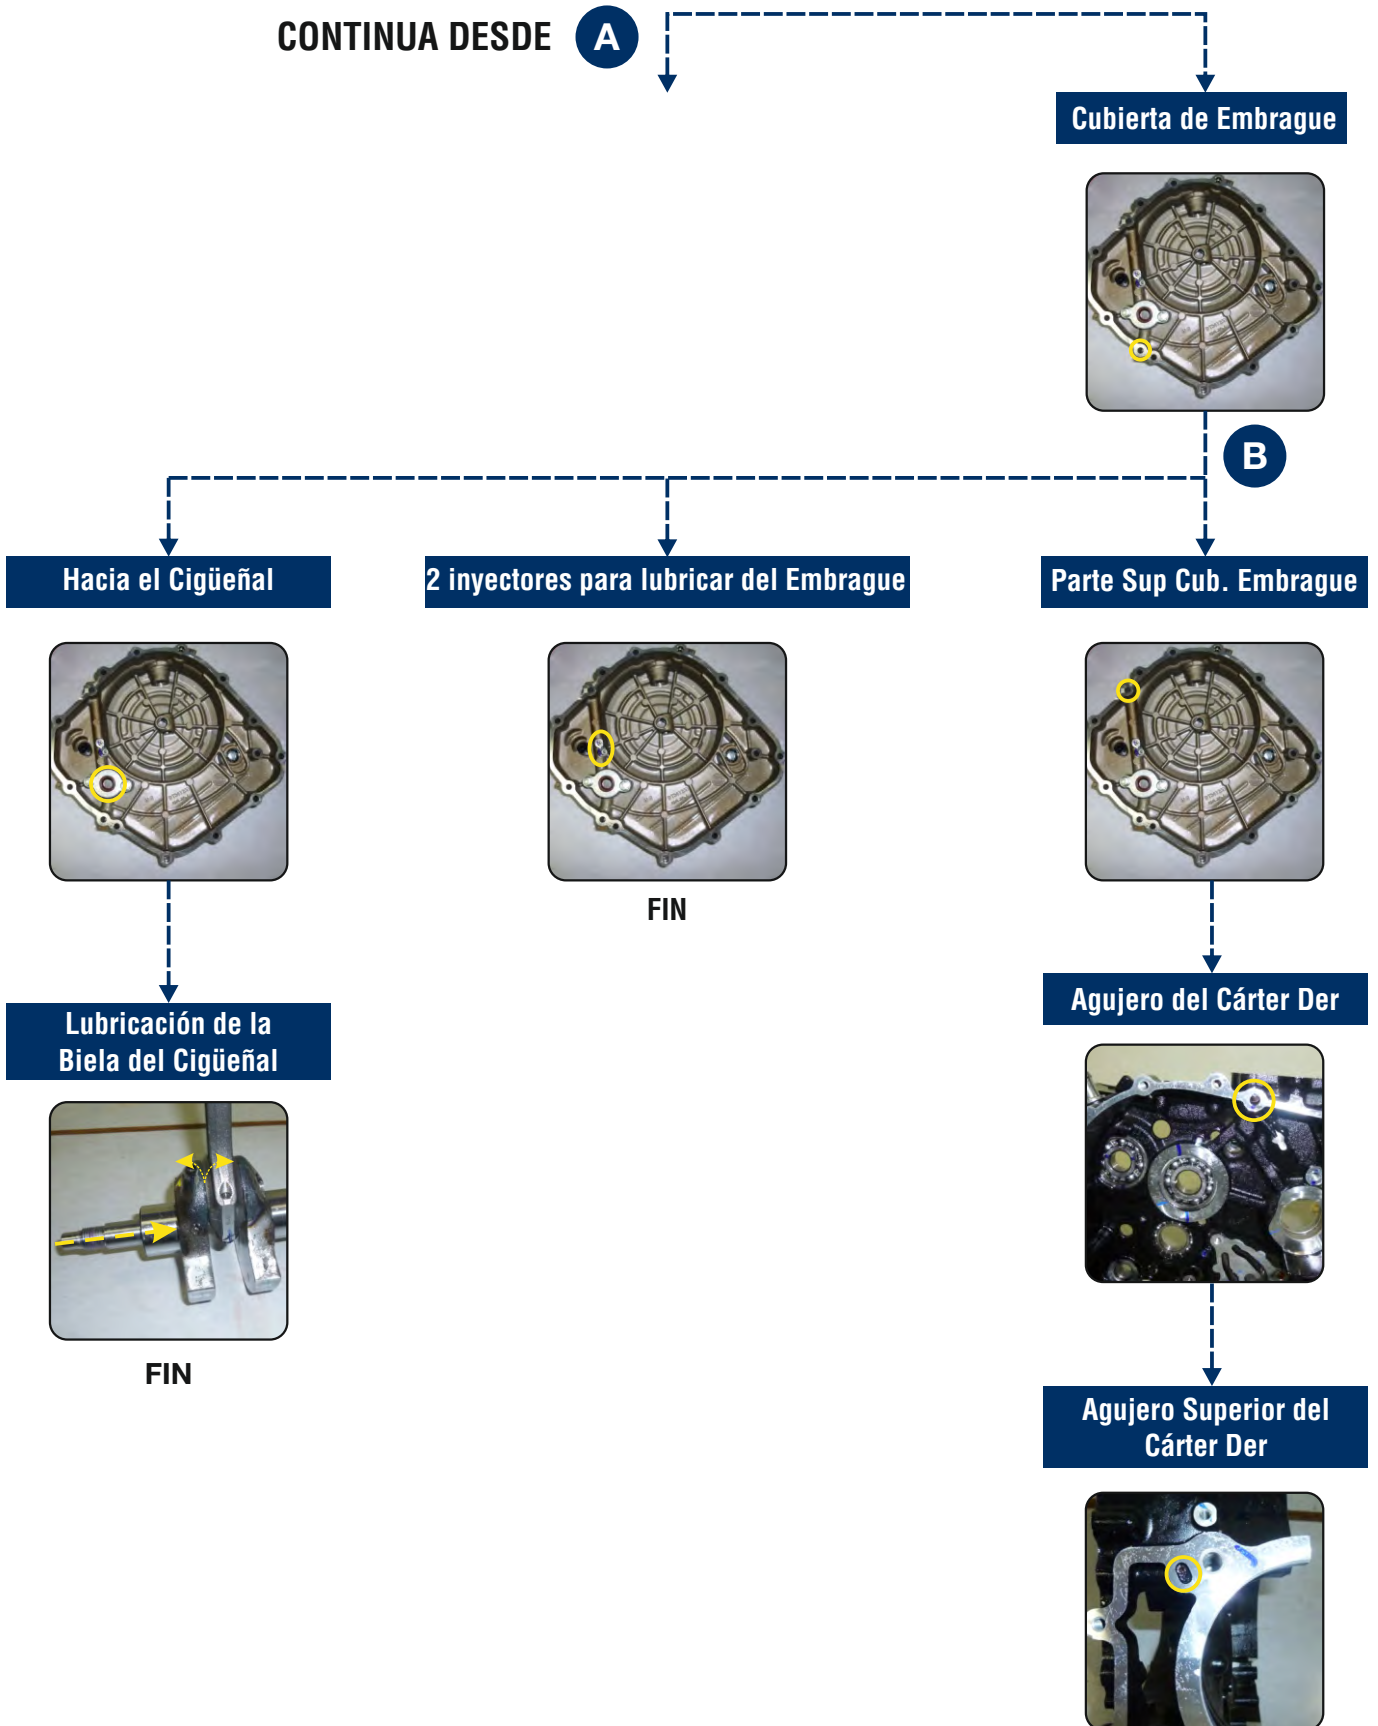 CONTINUA DESDE A
Cubierta de Embrague
B
Hacia el Cigüeñal
2 inyectores para lubricar del Embrague
Parte Sup Cub. Embrague
FIN
Lubricación de la
Biela del Cigüeñal
Agujero del Cárter Der
FIN
Agujero Superior del
Cárter Der